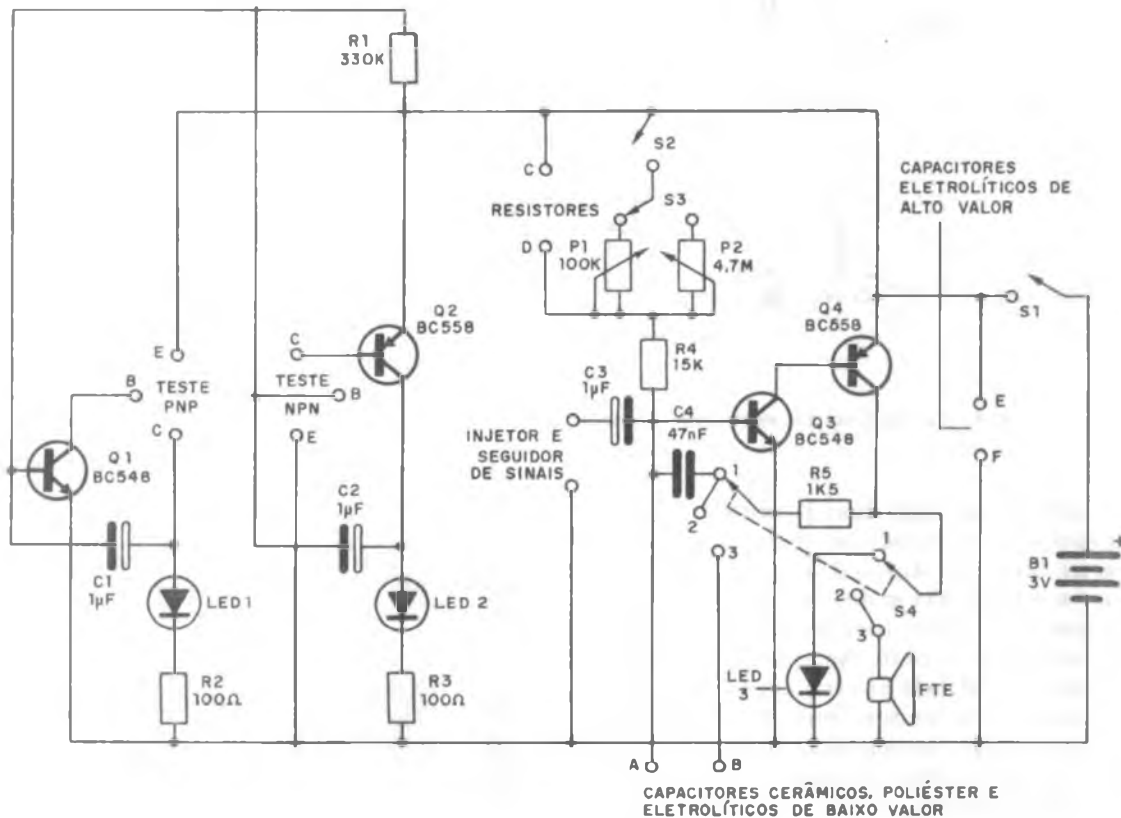 R1
330K
CAPACITORES
ELETROLÍTICOS DE
ALTO VALOR
C
S2
RESISTORES
S3
D
P1
100K
P2
4,7M
S1
Q2
BC558
Q4
BC558
E
B
TESTE
PNP
C
C
TESTE
NPN
B
E
R4
15K
C3
1µF
C4
47nF
Q3
BC548
E
F
Q1
BC548
INJETOR E
SEGUIDOR
DE SINAIS
1
2
3
R5
1K5
C2
1µF
C1
1µF
1
2
3
S4
B1
3V
+
LED 1
LED 2
LED
3
FTE
R2
100Ω
R3
100Ω
A
B
CAPACITORES CERÂMICOS, POLIÉSTER E
ELETROLÍTICOS DE BAIXO VALOR